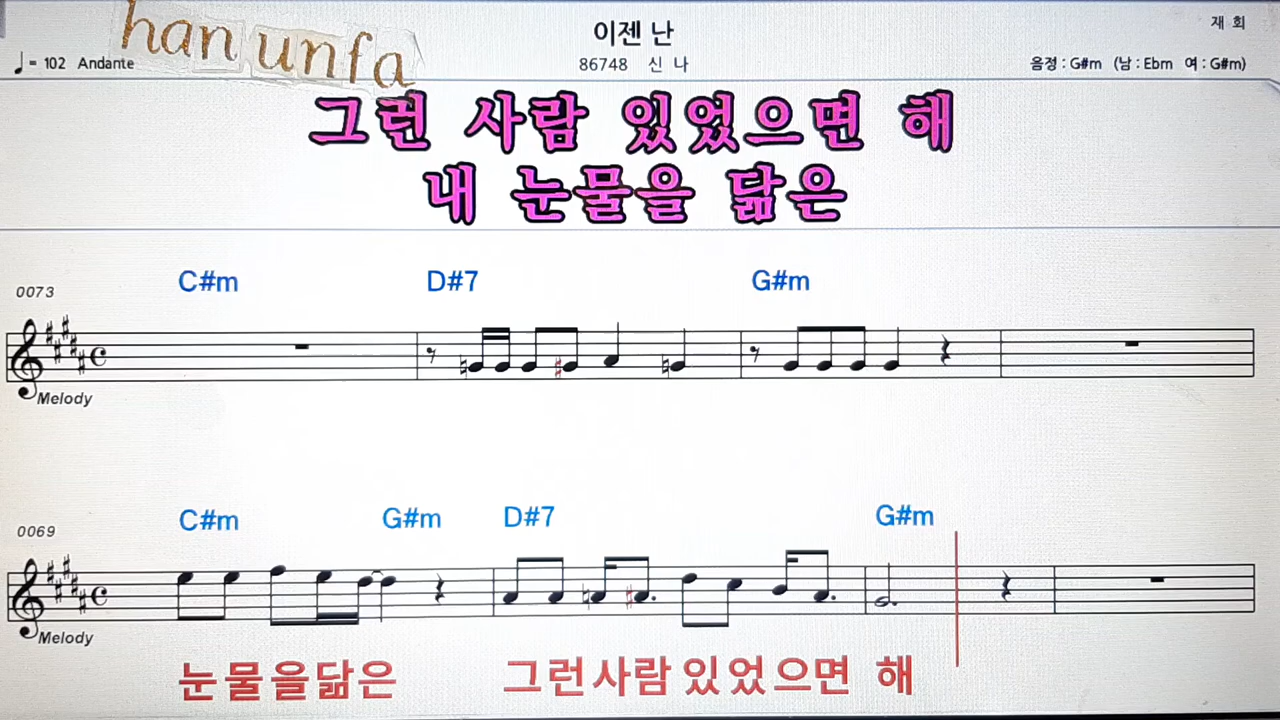 han unfa
이젠 난
재 회
♩= 102 Andante
86748 신 나
음정 : G#m (남 : Ebm 여 : G#m)
그런 사람 있었으면 해
내 눈물을 닮은
C#m D#7 G#m
0073
Melody
C#m G#m D#7 G#m
0069
Melody
눈물을닮은 그런사람있었으면 해